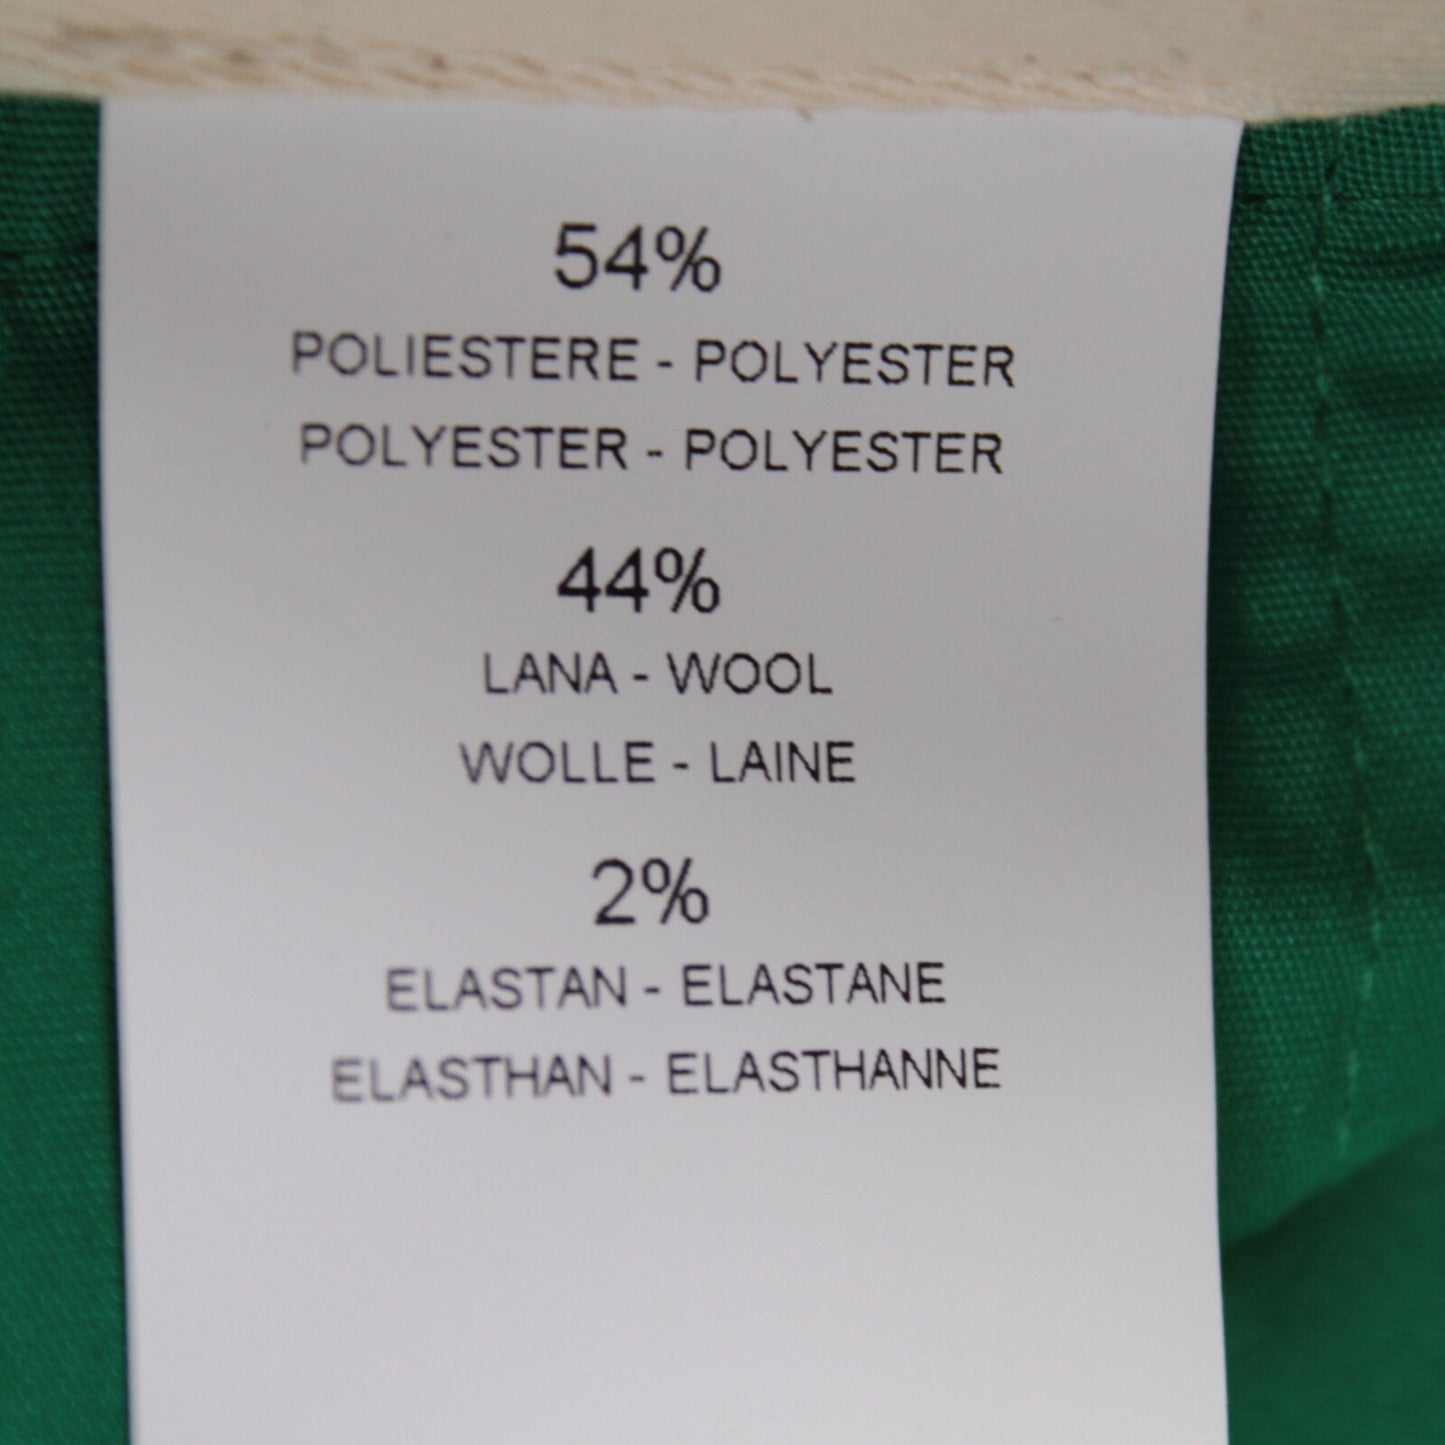 54%
POLIESTERE - POLYESTER
POLYESTER - POLYESTER
44%
LANA - WOOL
WOLLE - LAINE
2%
ELASTAN - ELASTANE
ELASTHAN - ELASTHANNE